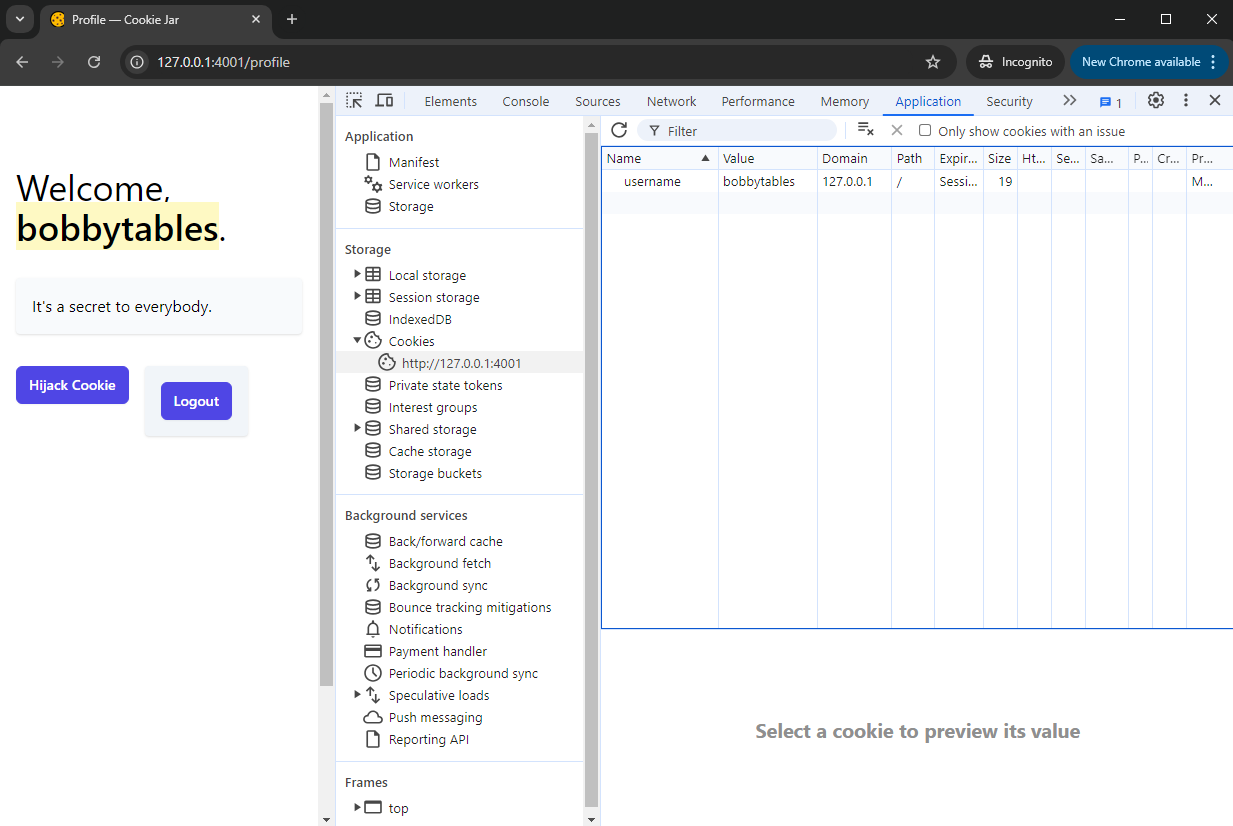 Profile — Cookie Jar
127.0.0.1:4001/profile
Incognito
New Chrome available
Welcome,
bobbytables.
It's a secret to everybody.
Hijack Cookie
Logout
Elements Console Sources Network Performance Memory Application Security 1
Application
Manifest
Service workers
Storage
Storage
Local storage
Session storage
IndexedDB
Cookies
http://127.0.0.1:4001
Private state tokens
Interest groups
Shared storage
Cache storage
Storage buckets
Background services
Back/forward cache
Background fetch
Background sync
Bounce tracking mitigations
Notifications
Payment handler
Periodic background sync
Speculative loads
Push messaging
Reporting API
Frames
top
Filter
Only show cookies with an issue
Name Value Domain Path Expir... Size Ht... Se... Sa... P... Cr... Pr...
username bobbytables 127.0.0.1 / Sessi... 19 M...
Select a cookie to preview its value